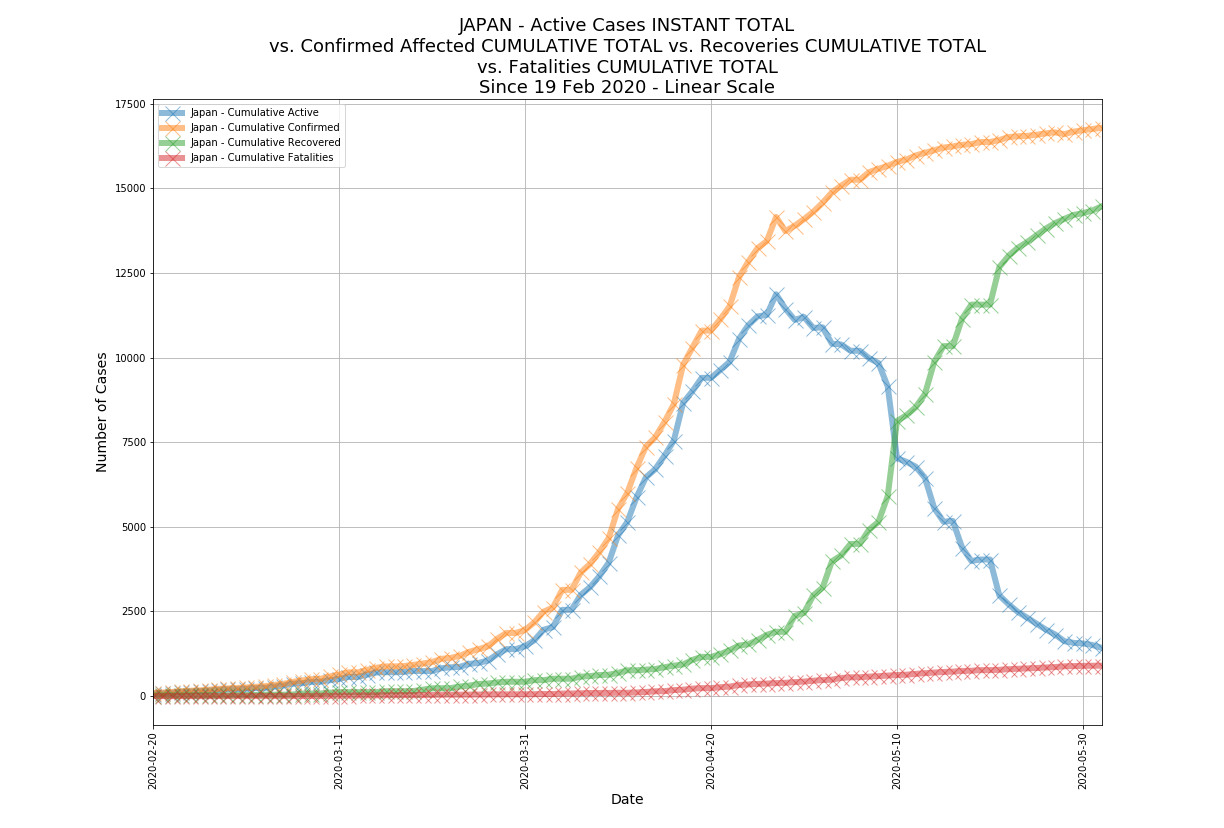 JAPAN - Active Cases INSTANT TOTAL
vs. Confirmed Affected CUMULATIVE TOTAL vs. Recoveries CUMULATIVE TOTAL
vs. Fatalities CUMULATIVE TOTAL
Since 19 Feb 2020 - Linear Scale
Japan - Cumulative Active
Japan - Cumulative Confirmed
Japan - Cumulative Recovered
Japan - Cumulative Fatalities
Number of Cases
17500
15000
12500
10000
7500
5000
2500
0
2020-02-20
2020-03-11
2020-03-31
2020-04-20
2020-05-10
2020-05-30
Date